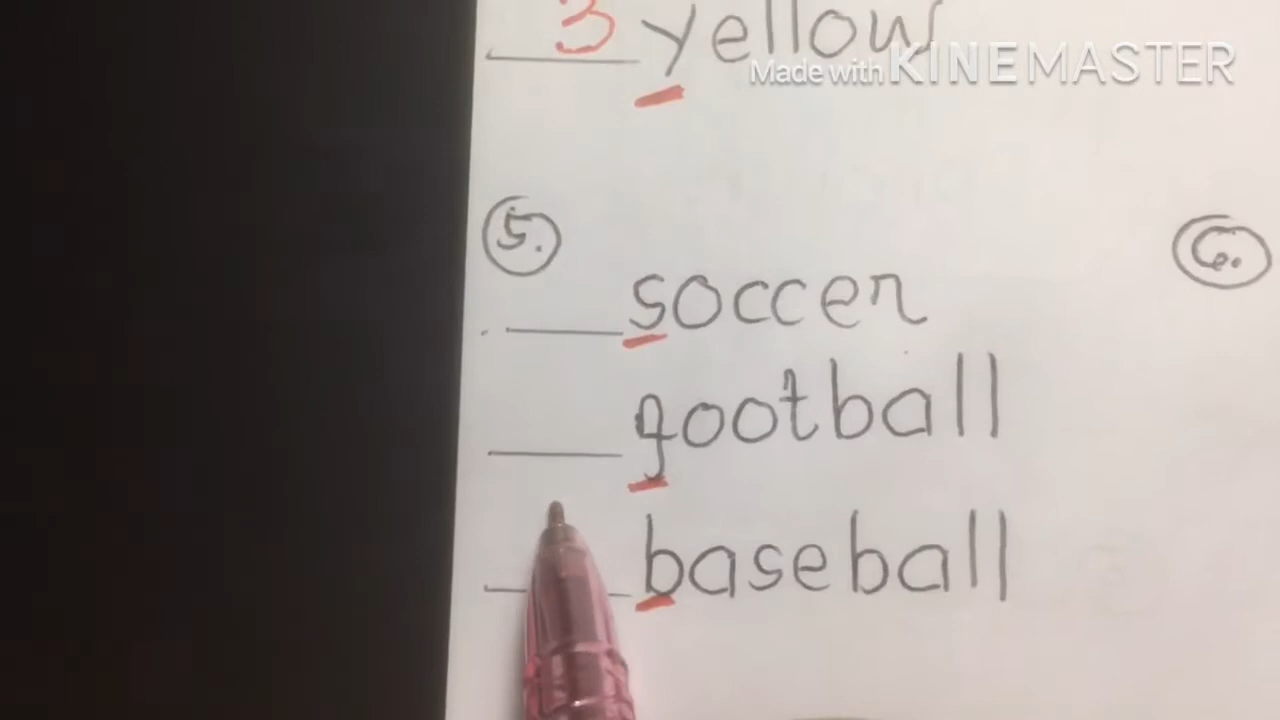 3 yellow
Made with KINEMASTER
5.
6.
soccer
football
baseball